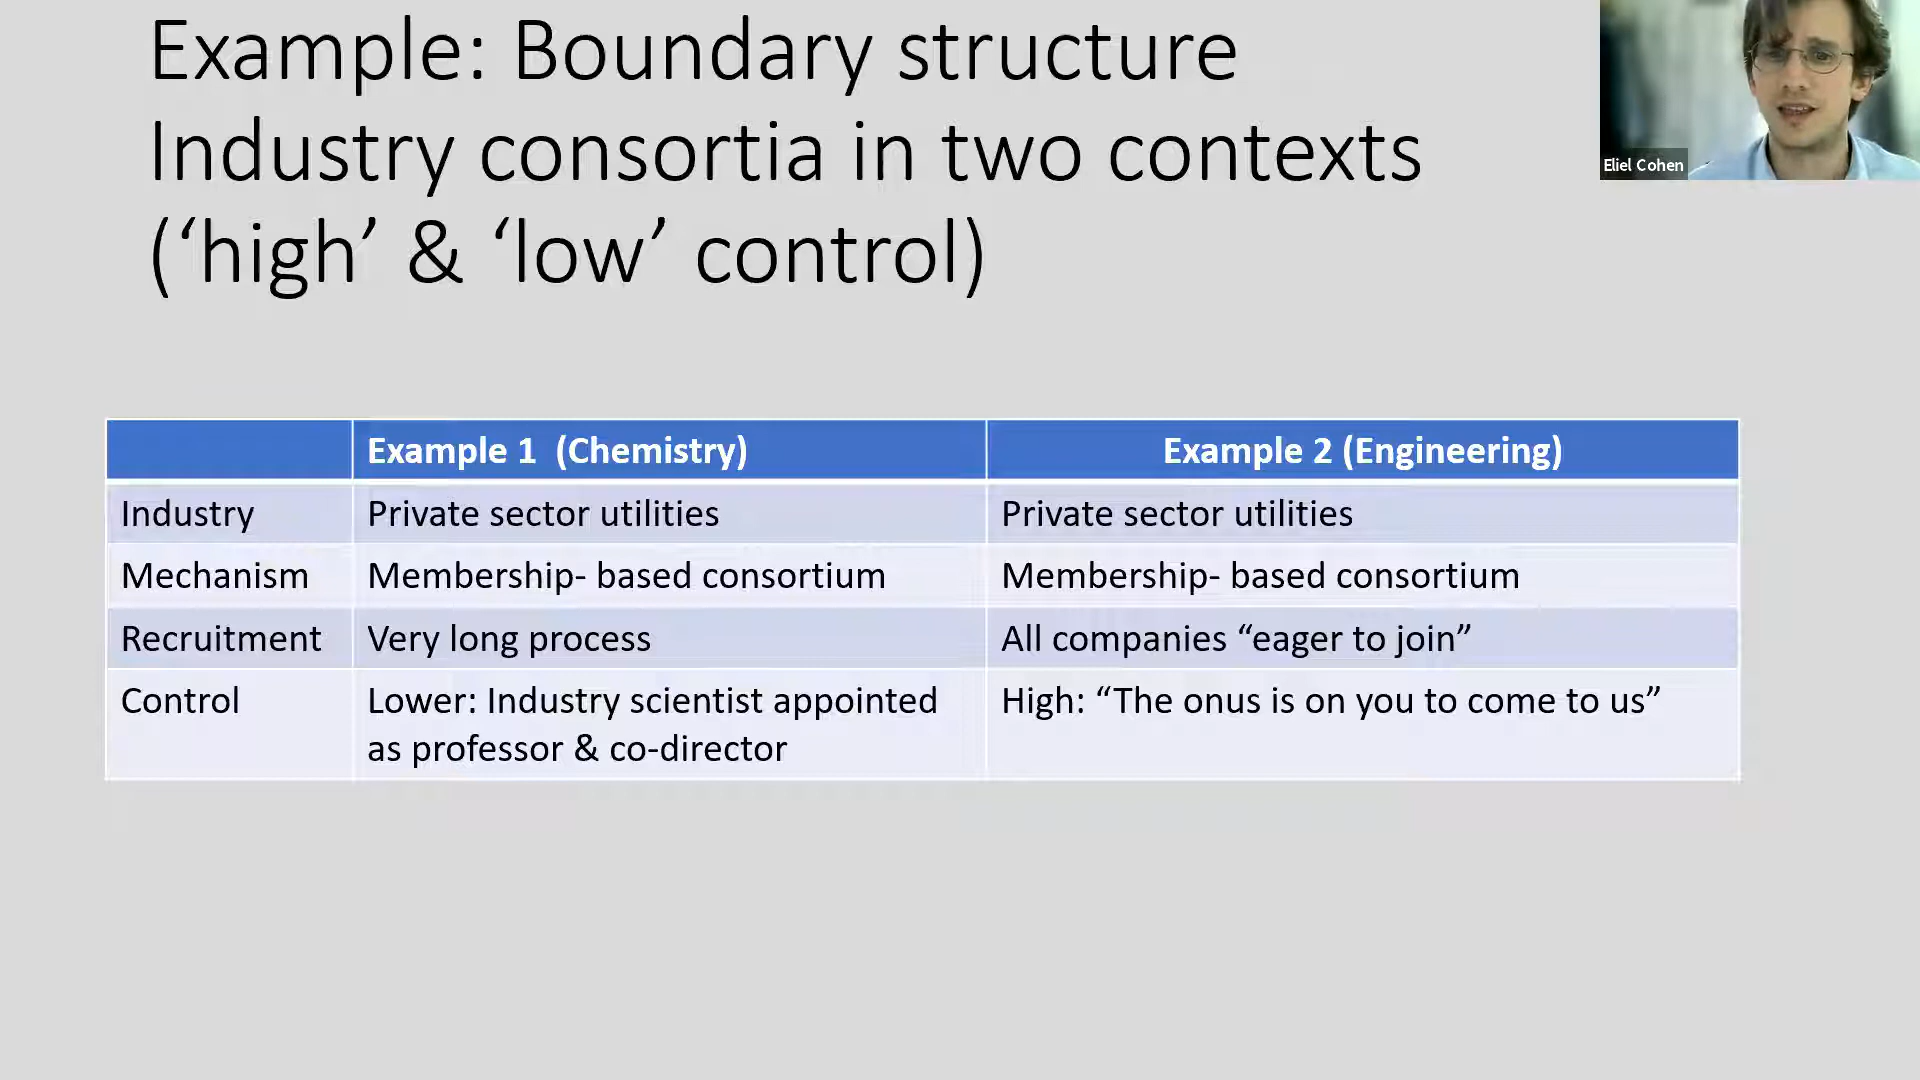 Example: Boundary structure
Industry consortia in two contexts
(‘high’ & ‘low’ control)
Eliel Cohen
Example 1  (Chemistry)
Example 2 (Engineering)
Industry
Private sector utilities
Private sector utilities
Mechanism
Membership- based consortium
Membership- based consortium
Recruitment
Very long process
All companies “eager to join”
Control
Lower: Industry scientist appointed
as professor & co-director
High: “The onus is on you to come to us”